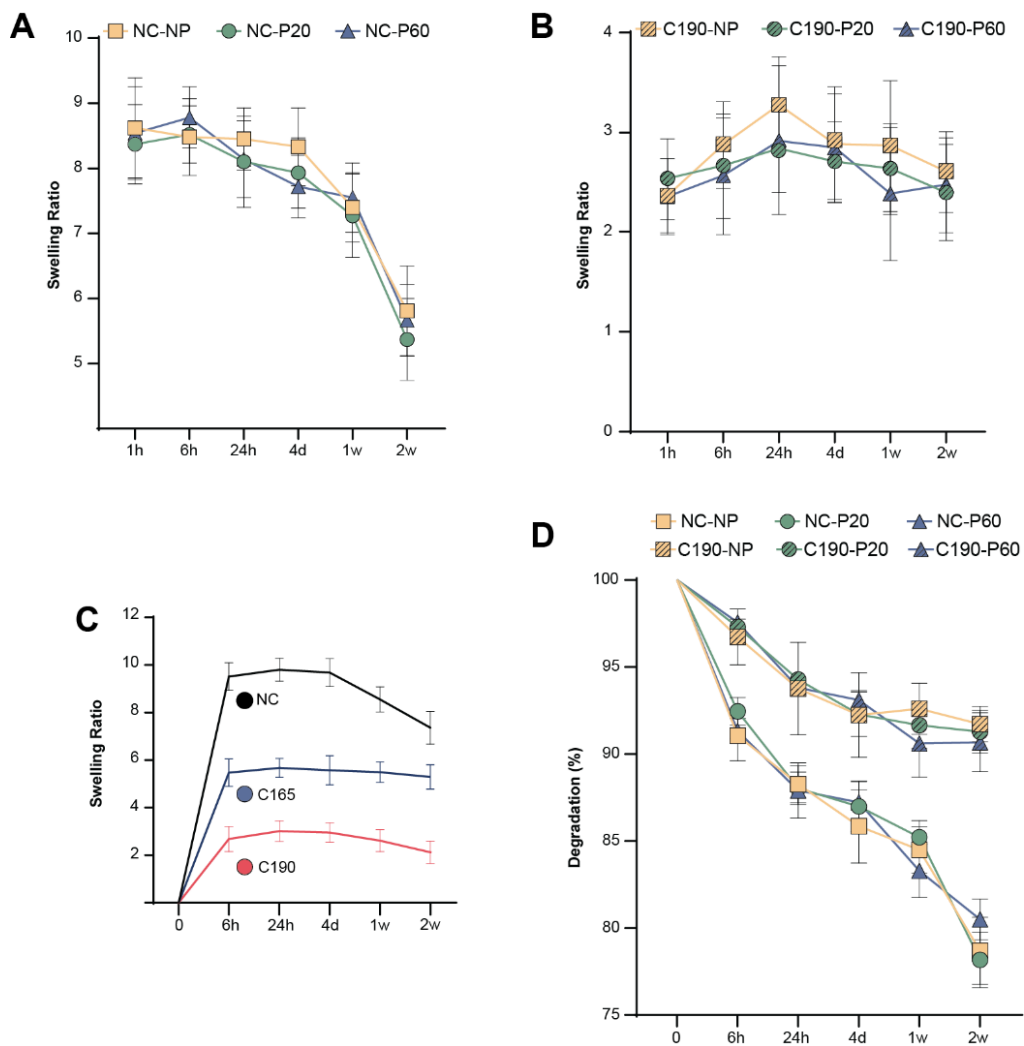 A
NC-NP NC-P20 NC-P60
10
9
8
7
6
5
Swelling Ratio
1h 6h 24h 4d 1w 2w
B
C190-NP C190-P20 C190-P60
4
3
2
1
0
Swelling Ratio
1h 6h 24h 4d 1w 2w
C
12
10
8
6
4
2
Swelling Ratio
NC
C165
C190
0 6h 24h 4d 1w 2w
D
NC-NP NC-P20 NC-P60
C190-NP C190-P20 C190-P60
100
95
90
85
80
75
Degradation (%)
0 6h 24h 4d 1w 2w